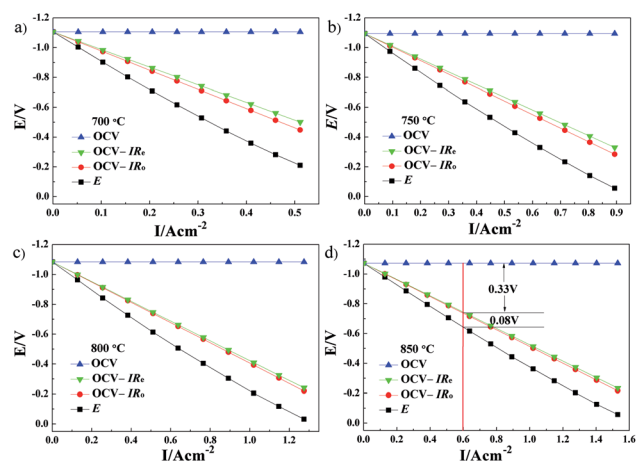 a)
E/V
-1.2
-1.0
-0.8
-0.6
-0.4
-0.2
0.0
700 °C
OCV
OCV– IRe
OCV– IRo
E
0.0 0.1 0.2 0.3 0.4 0.5
I/Acm-2
b)
E/V
-1.2
-1.0
-0.8
-0.6
-0.4
-0.2
0.0
750 °C
OCV
OCV– IRe
OCV– IRo
E
0.0 0.1 0.2 0.3 0.4 0.5 0.6 0.7 0.8 0.9
I/Acm-2
c)
E/V
-1.2
-1.0
-0.8
-0.6
-0.4
-0.2
0.0
800 °C
OCV
OCV– IRe
OCV– IRo
E
0.0 0.2 0.4 0.6 0.8 1.0 1.2
I/Acm-2
d)
E/V
-1.2
-1.0
-0.8
-0.6
-0.4
-0.2
0.0
0.33V
0.08V
850 °C
OCV
OCV– IRe
OCV– IRo
E
0.0 0.2 0.4 0.6 0.8 1.0 1.2 1.4 1.6
I/Acm-2